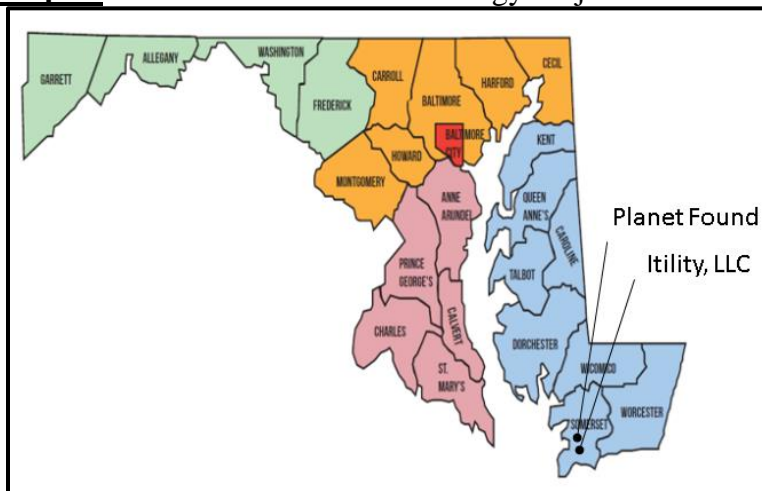 GARRETT
ALLEGANY
WASHINGTON
FREDERICK
CARROLL
BALTIMORE
HARFORD
CECIL
BALTIMORE
CITY
HOWARD
MONTGOMERY
KENT
ANNE
ARUNDEL
QUEEN
ANNE'S
CAROLINE
Planet Found
Itility, LLC
PRINCE
GEORGE'S
TALBOT
CHARLES
CALVERT
DORCHESTER
ST.
MARY'S
WICOMICO
SOMERSET
WORCESTER